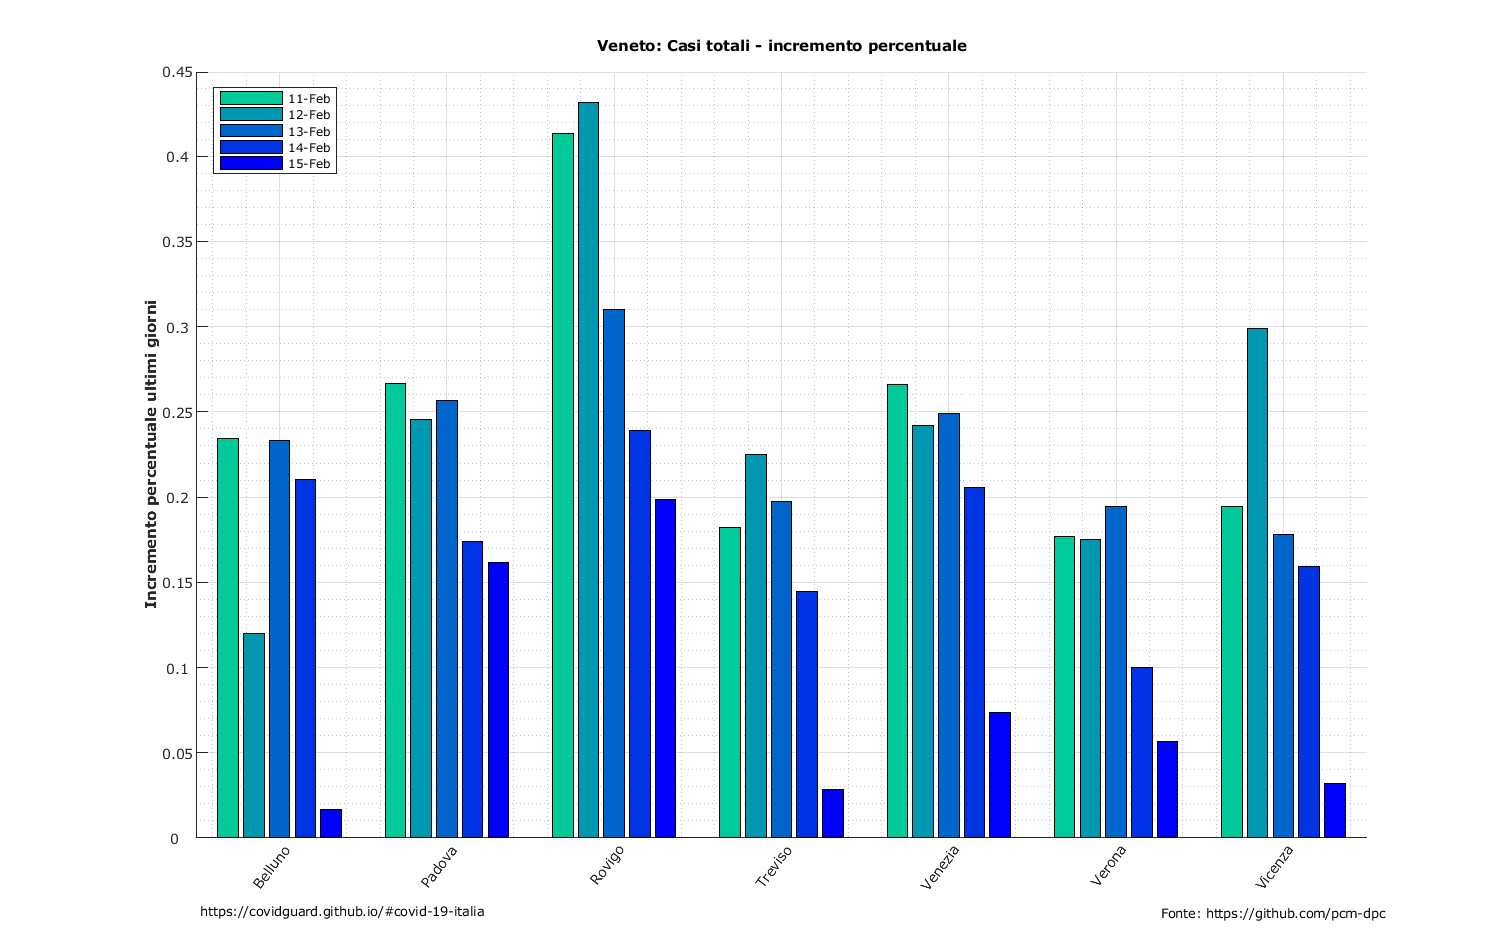 Veneto: Casi totali - incremento percentuale
Incremento percentuale ultimi giorni
0.45
0.4
0.35
0.3
0.25
0.2
0.15
0.1
0.05
0
11-Feb
12-Feb
13-Feb
14-Feb
15-Feb
Belluno
Padova
Rovigo
Treviso
Venezia
Verona
Vicenza
https://covidguard.github.io/#covid-19-italia
Fonte: https://github.com/pcm-dpc